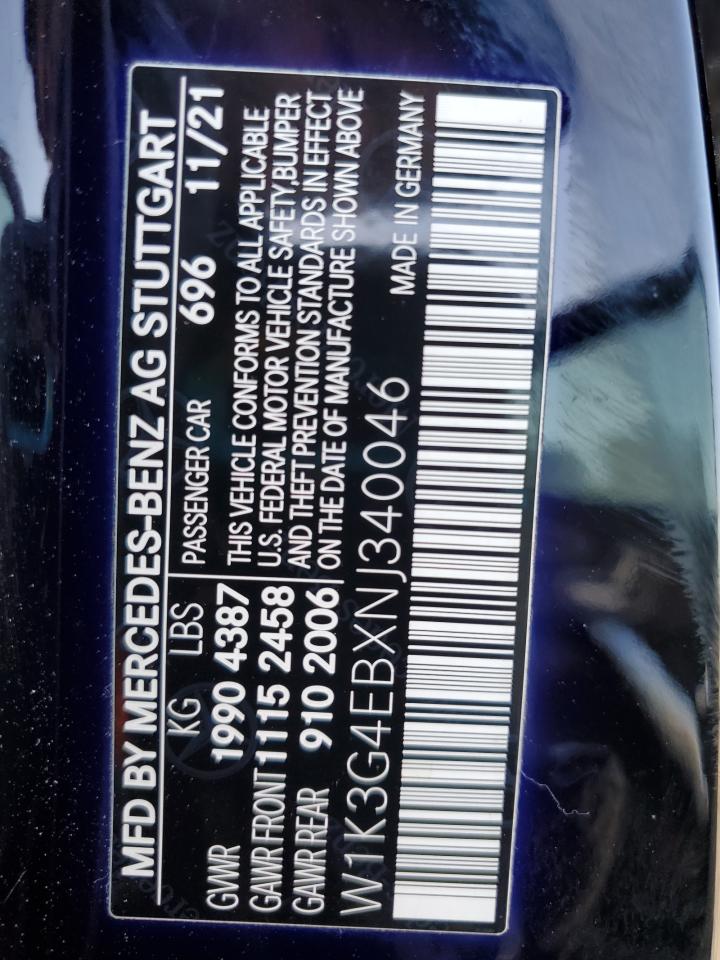 MFD BY MERCEDES-BENZ AG STUTTGART
KG LBS PASSENGER CAR 696 11/21
GVWR 1990 4387 THIS VEHICLE CONFORMS TO ALL APPLICABLE
GAWR FRONT 1115 2458 U.S. FEDERAL MOTOR VEHICLE SAFETY,BUMPER
GAWR REAR 910 2006 AND THEFT PREVENTION STANDARDS IN EFFECT
ON THE DATE OF MANUFACTURE SHOWN ABOVE
W1K3G4EBXNJ340046 MADE IN GERMANY